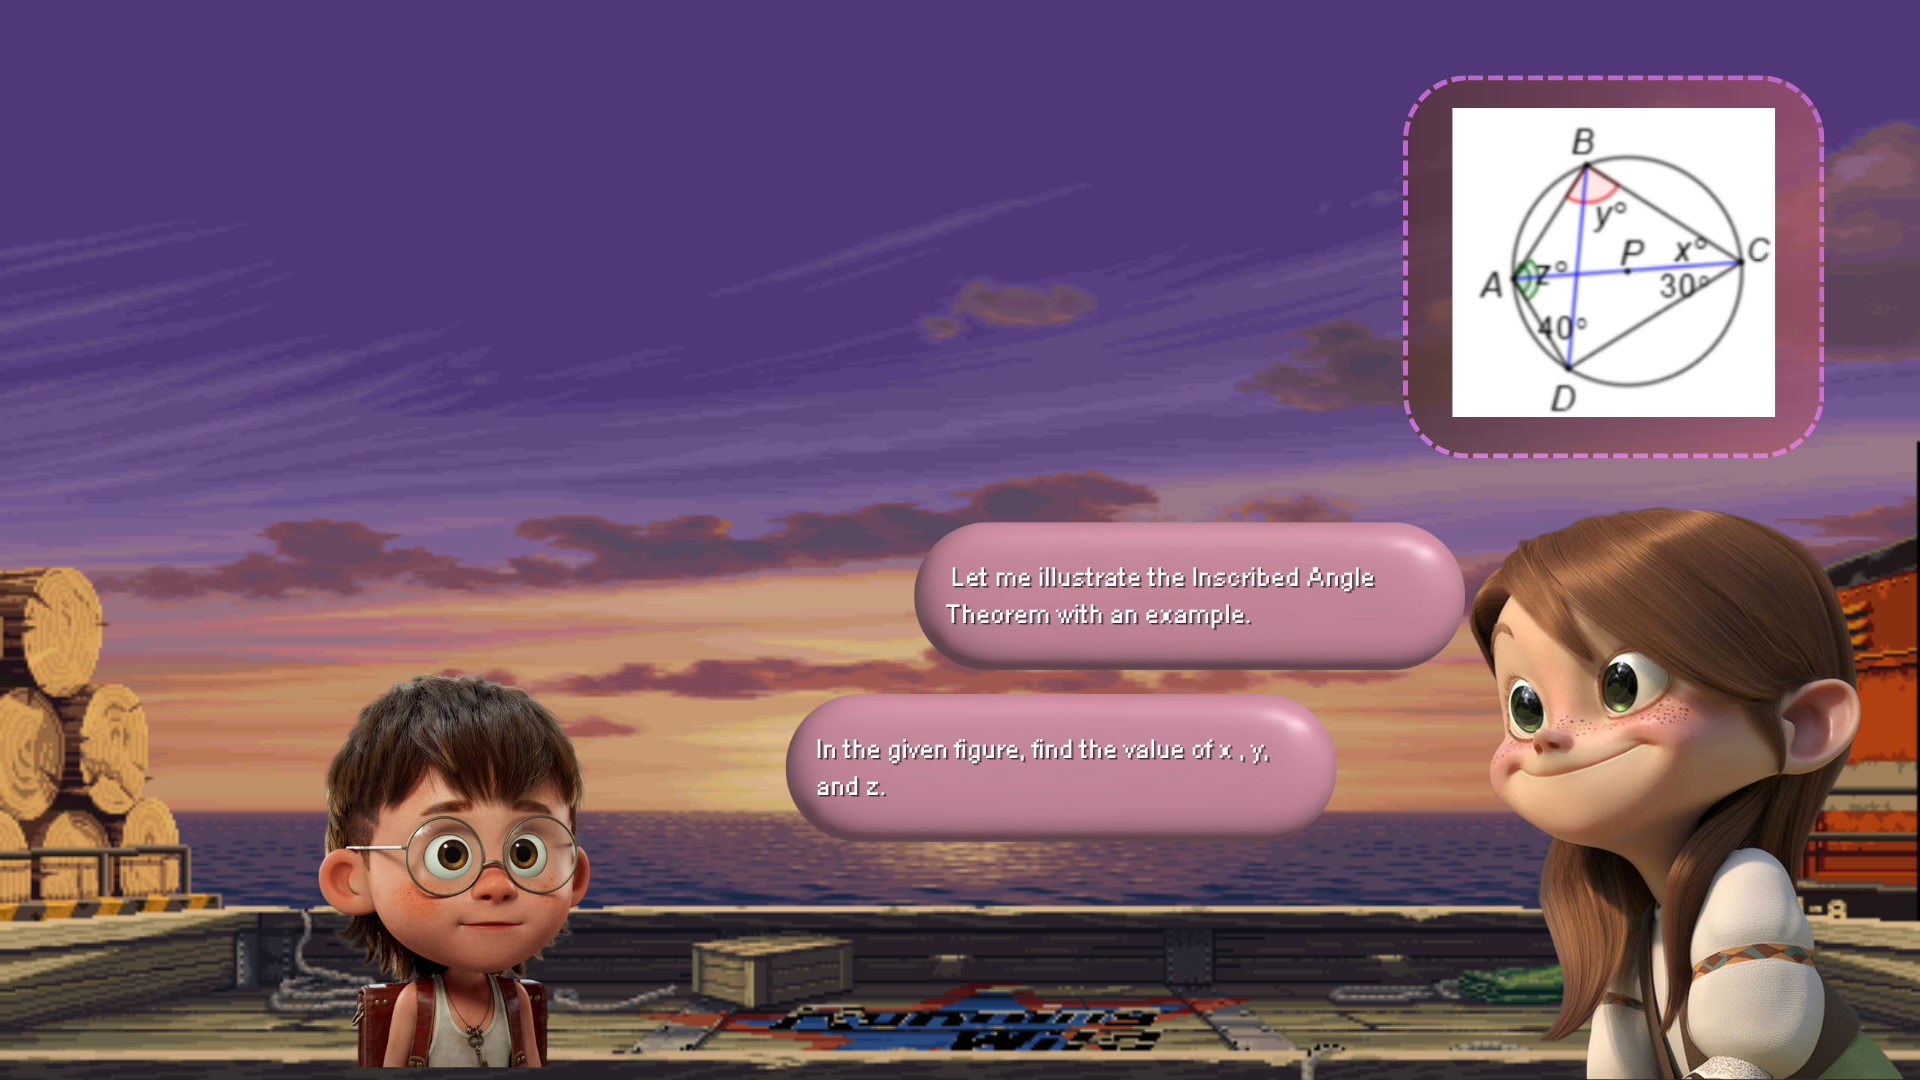 B
y°
P
x°
C
A
z°
30°
40°
D
Let me illustrate the Inscribed Angle
Theorem with an example.
In the given figure, find the value of x , y,
and z.